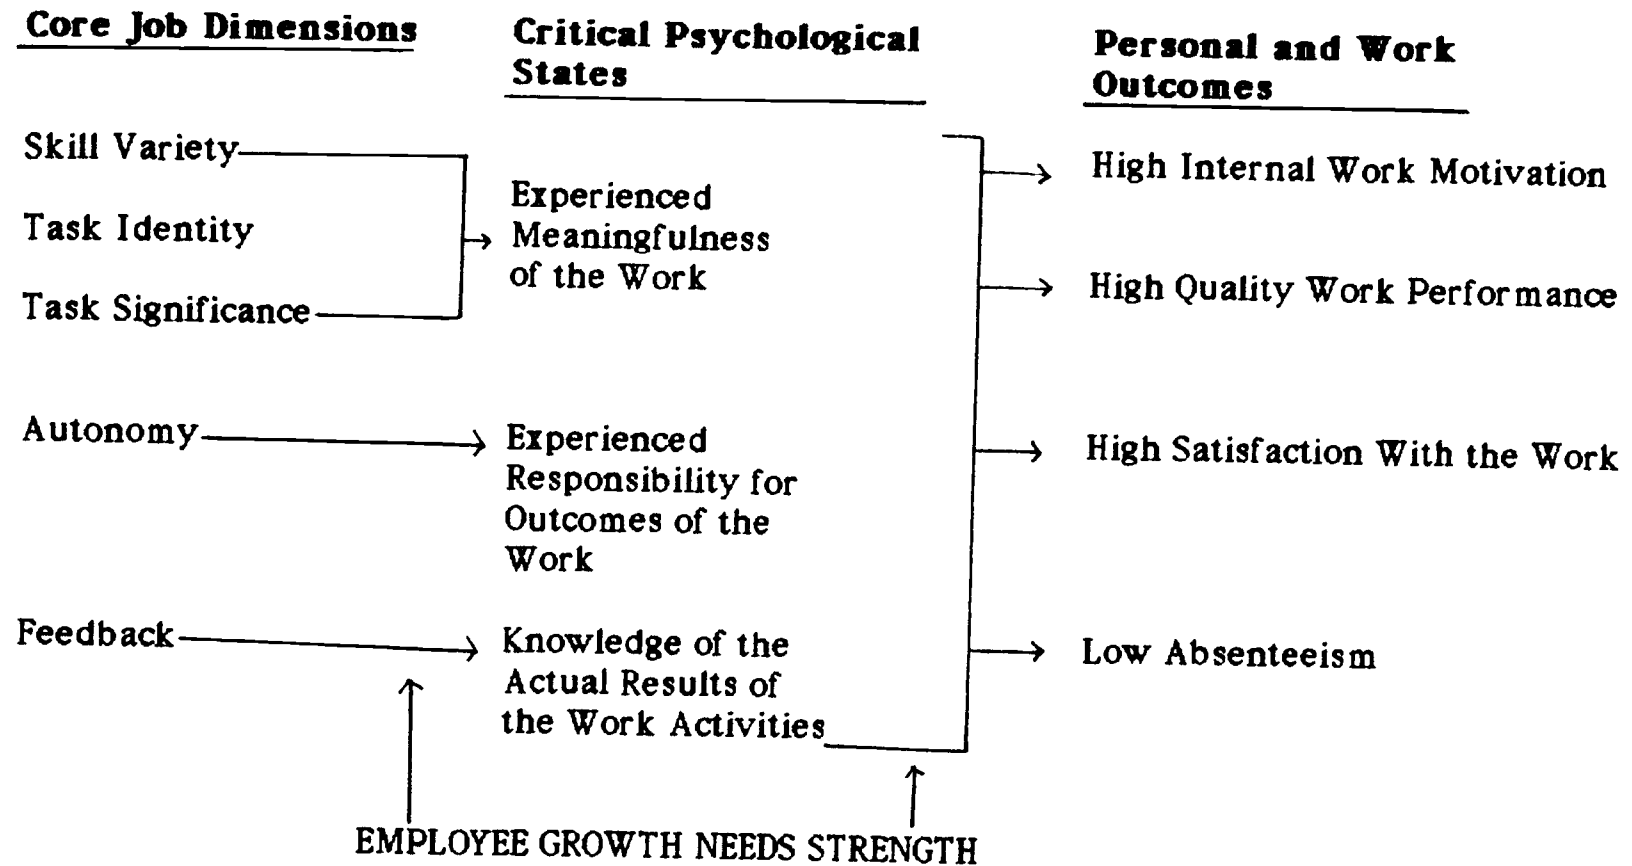 Core Job Dimensions
Critical Psychological
States
Personal and Work
Outcomes
Skill Variety
Task Identity
Task Significance
Experienced
Meaningfulness
of the Work
High Internal Work Motivation
High Quality Work Performance
Autonomy
Experienced
Responsibility for
Outcomes of the
Work
High Satisfaction With the Work
Feedback
Knowledge of the
Actual Results of
the Work Activities
Low Absenteeism
EMPLOYEE GROWTH NEEDS STRENGTH